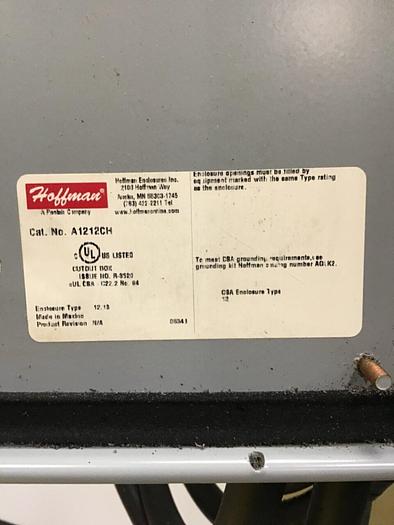 Hoffman®
A Pentair Company
Hoffman Enclosures Inc.
2100 Hoffman Way
Anoka, MN 55303-1745
(763) 422-2211 Tel
www.hoffmanonline.com
Cat. No. A1212CH
c UL US LISTED
CUTOUT BOX
ISSUE NO. R-8520
cUL CSA C22.2 No. 94
Enclosure Type 12,13
Made in Mexico
Product Revision N/A
Enclosure openings must be filled by
equipment marked with the same Type rating
as the enclosure.
To meet CSA grounding requirements, use
grounding kit Hoffman catalog number AGLK2.
CSA Enclosure Type
12